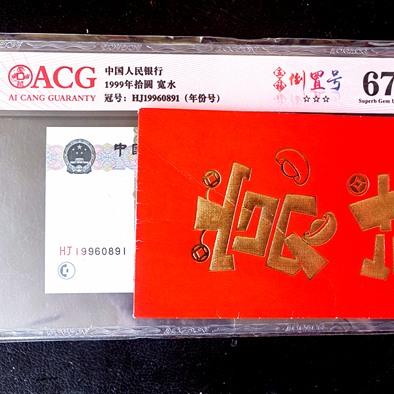 ACG
AI CANG GUARANTY
中国人民银行
1999年拾圆 宽水
冠号：HJ19960891（年份号）
倒置号
☆☆☆
67
Superb Gem U
中
HJ19960891